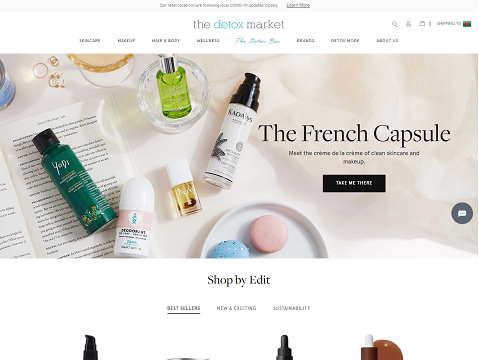 Our retail locations are following local COVID-19 updates closely. Learn More
the detox market
SHIPPING TO
SKINCARE MAKEUP HAIR & BODY WELLNESS The Detox Box BRANDS DETOX MODE ABOUT US
The French Capsule
Meet the crème de la crème of clean skincare and
makeup.
TAKE ME THERE
DEODORANT
Shop by Edit
BEST SELLERS NEW & EXCITING SUSTAINABILITY